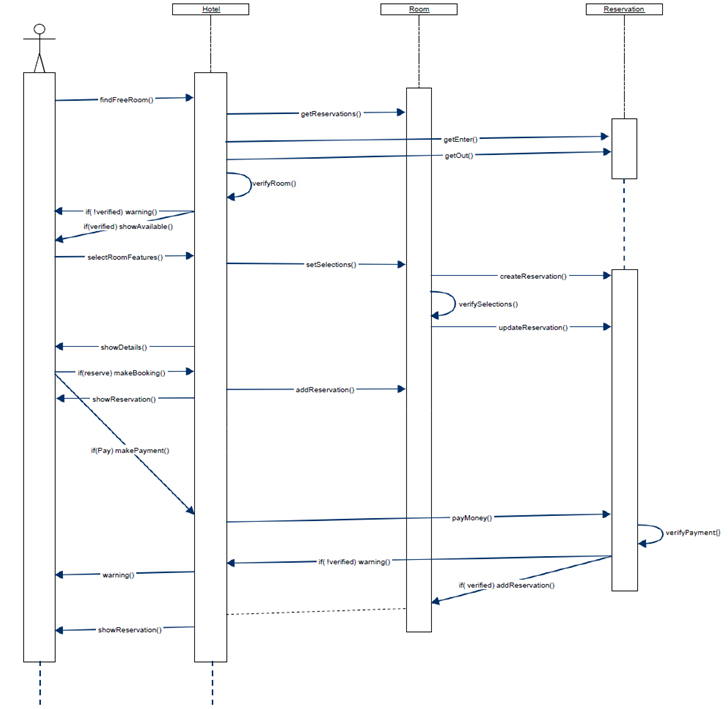 Hotel
Room
Reservation
findFreeRoom()
getReservations()
getEnter()
getOut()
verifyRoom()
if( !verified) warning()
if(verified) showAvailable()
selectRoomFeatures()
setSelections()
createReservation()
verifySelections()
updateReservation()
showDetails()
if(reserve) makeBooking()
addReservation()
showReservation()
if(Pay) makePayment()
payMoney()
verifyPayment()
if( !verified) warning()
warning()
if( verified) addReservation()
showReservation()